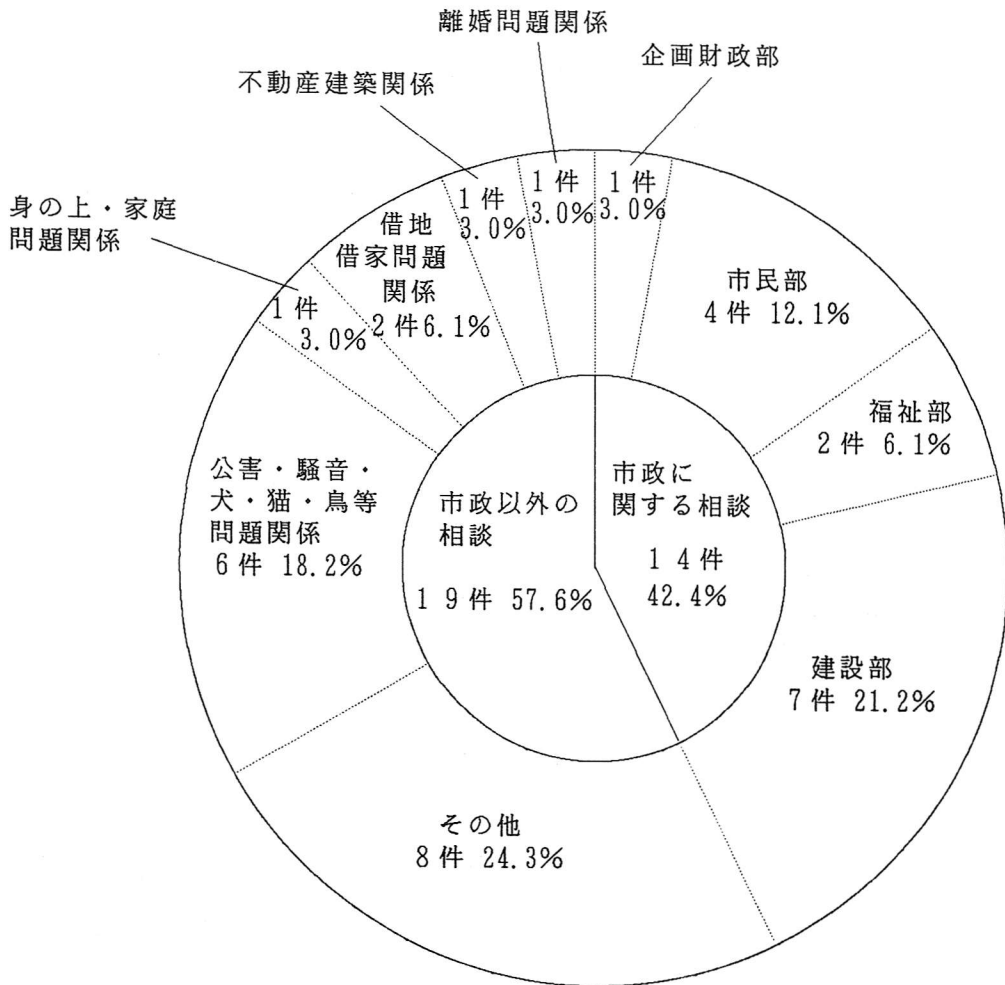 離婚問題関係
企画財政部
不動産建築関係
身の上・家庭
問題関係
1件
3.0%
1件
3.0%
1件
3.0%
借地
借家問題
関係
2件6.1%
1件
3.0%
市民部
4件 12.1%
福祉部
2件 6.1%
公害・騒音・
犬・猫・鳥等
問題関係
6件 18.2%
市政以外の
相談
19件 57.6%
市政に
関する相談
14件
42.4%
建設部
7件 21.2%
その他
8件 24.3%